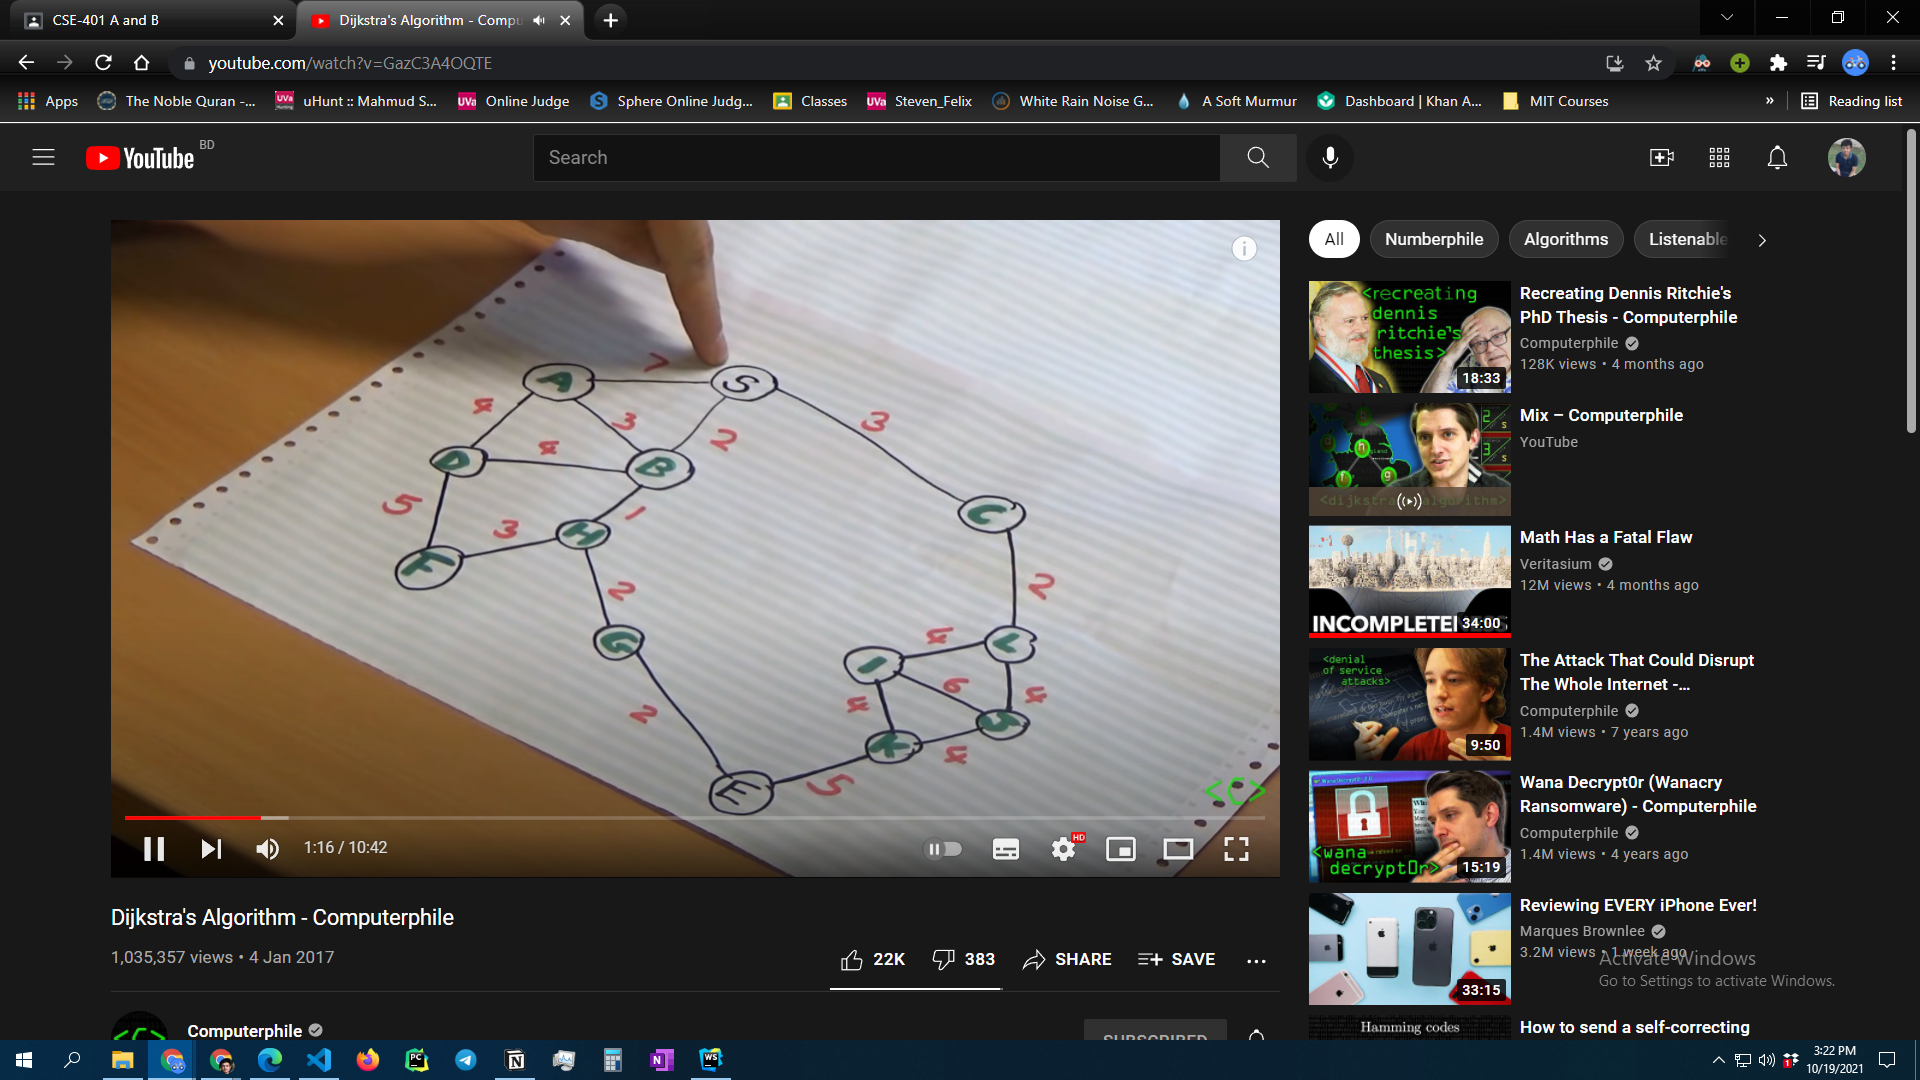 CSE-401 A and B
Dijkstra's Algorithm - Compu
youtube.com/watch?v=GazC3A4OQTE
Apps
The Noble Quran -...
uHunt :: Mahmud S...
Online Judge
Sphere Online Judg...
Classes
Steven_Felix
White Rain Noise G...
A Soft Murmur
Dashboard | Khan A...
MIT Courses
»
Reading list
YouTube BD
Search
All
Numberphile
Algorithms
Listenable
A 7 S
4 3 2 3
D 4 B
5 3 H 1 C
F
2 2
G 4 L
I 6
2 4 4
K 4 J
E 5
<C>
1:16 / 10:42
HD
Dijkstra's Algorithm - Computerphile
1,035,357 views • 4 Jan 2017
22K
383
SHARE
SAVE
Computerphile
SUBSCRIBED
<recreating
dennis
ritchie's
thesis>
18:33
Recreating Dennis Ritchie's
PhD Thesis - Computerphile
Computerphile
128K views • 4 months ago
<dijkstra's algorithm>
Mix – Computerphile
YouTube
INCOMPLETE
34:00
Math Has a Fatal Flaw
Veritasium
12M views • 4 months ago
<denial
of service
attacks>
9:50
The Attack That Could Disrupt
The Whole Internet -...
Computerphile
1.4M views • 7 years ago
<wana
decrypt0r>
15:19
Wana Decrypt0r (Wanacry
Ransomware) - Computerphile
Computerphile
1.4M views • 4 years ago
33:15
Reviewing EVERY iPhone Ever!
Marques Brownlee
3.2M views • 1 week ago
Activate Windows
Go to Settings to activate Windows.
Hamming codes
How to send a self-correcting
3:22 PM
10/19/2021